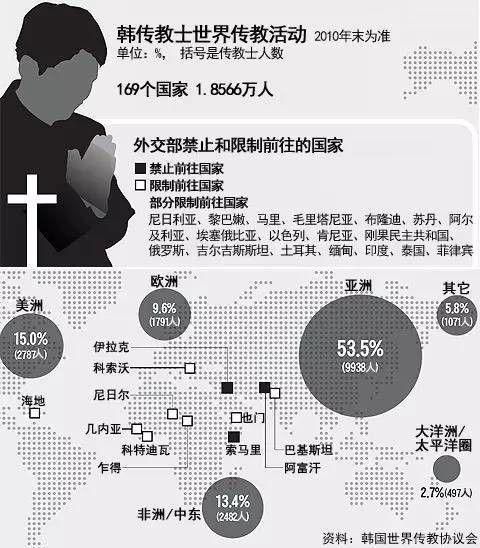 韩传教士世界传教活动 2010年末为准
单位：%， 括号是传教士人数
169个国家 1.8566万人
外交部禁止和限制前往的国家
禁止前往国家
限制前往国家
部分限制前往国家
尼日利亚、黎巴嫩、马里、毛里塔尼亚、布隆迪、苏丹、阿尔
及利亚、埃塞俄比亚、以色列、肯尼亚、刚果民主共和国、
俄罗斯、吉尔吉斯斯坦、土耳其、缅甸、印度、泰国、菲律宾
欧洲
9.6%
(1791人)
亚洲
53.5%
(9938人)
其它
5.8%
(1071人)
美洲
15.0%
(2787人)
伊拉克
科索沃
尼日尔
海地
几内亚
科特迪瓦
乍得
也门
索马里
巴基斯坦
阿富汗
大洋洲/
太平洋圈
2.7%(497人)
非洲/中东
13.4%
(2482人)
资料：韩国世界传教协议会